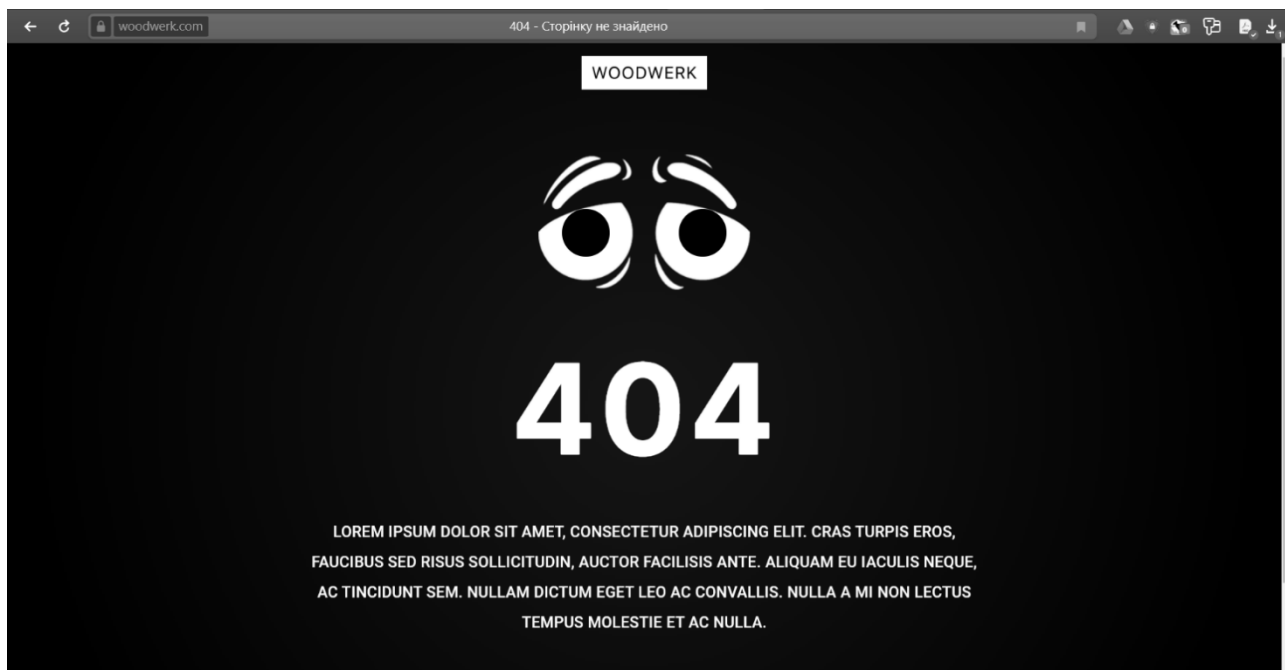 woodwerk.com
404 - Сторінку не знайдено
WOODWERK
404
LOREM IPSUM DOLOR SIT AMET, CONSECTETUR ADIPISCING ELIT. CRAS TURPIS EROS,
FAUCIBUS SED RISUS SOLLICITUDIN, AUCTOR FACILISIS ANTE. ALIQUAM EU IACULIS NEQUE,
AC TINCIDUNT SEM. NULLAM DICTUM EGET LEO AC CONVALLIS. NULLA A MI NON LECTUS
TEMPUS MOLESTIE ET AC NULLA.